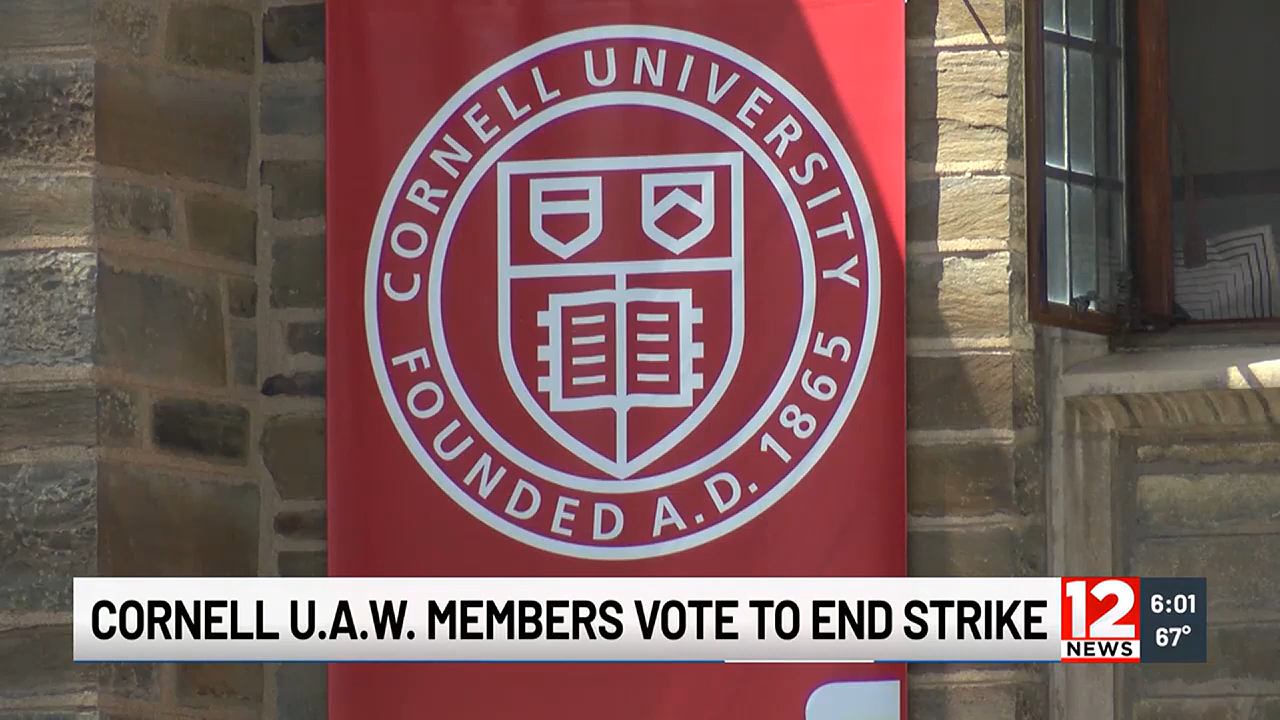 CORNELL UNIVERSITY
FOUNDED A.D. 1865
CORNELL U.A.W. MEMBERS VOTE TO END STRIKE
12
NEWS
6:01
67°